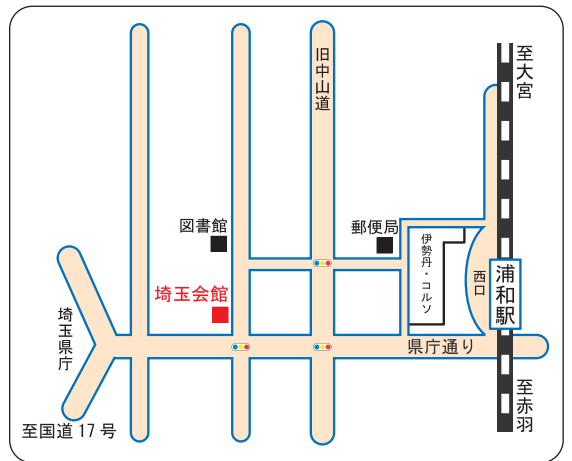 至大宮
旧中山道
図書館
郵便局
伊勢丹・コルソ
西口
浦和駅
埼玉会館
埼玉県庁
県庁通り
至赤羽
至国道17号